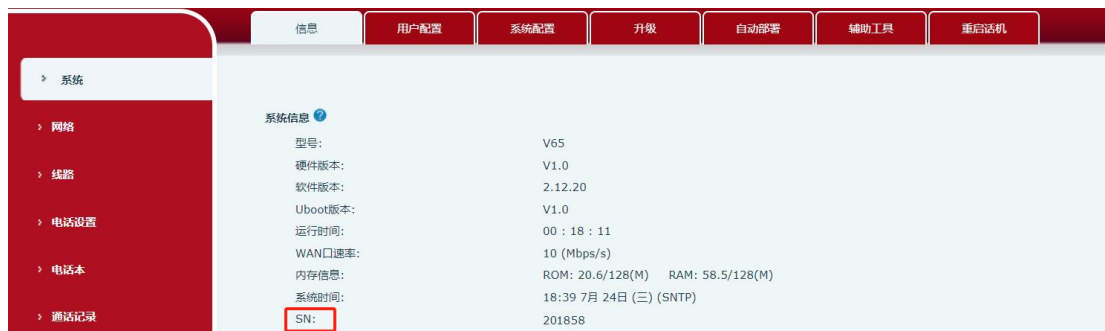 信息 用户配置 系统配置 升级 自动部署 辅助工具 重启话机
› 系统
› 网络
› 线路
› 电话设置
› 电话本
› 通话记录
系统信息 ?
型号: V65
硬件版本: V1.0
软件版本: 2.12.20
Uboot版本: V1.0
运行时间: 00 : 18 : 11
WAN口速率: 10 (Mbps/s)
内存信息: ROM: 20.6/128(M) RAM: 58.5/128(M)
系统时间: 18:39 7月 24日 (三) (SNTP)
SN: 201858